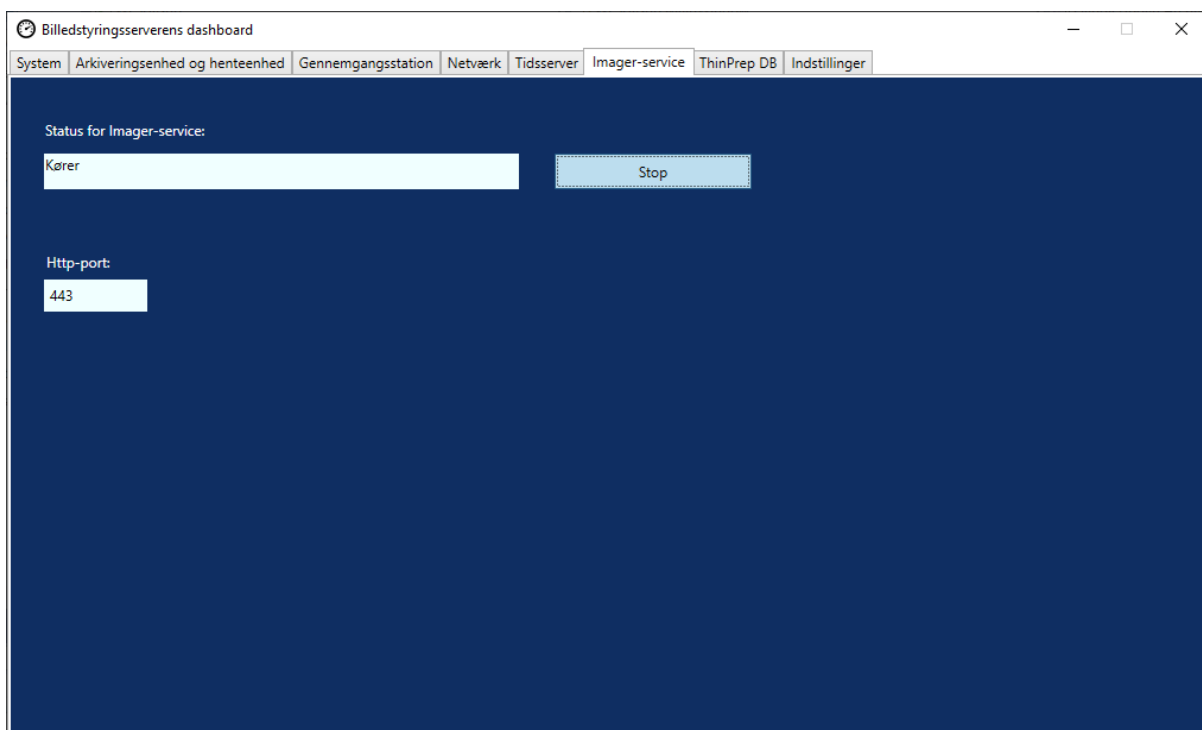 Billedstyringsserverens dashboard
System Arkiveringsenhed og henteenhed Gennemgangsstation Netværk Tidsserver Imager-service ThinPrep DB Indstillinger
Status for Imager-service:
Kører Stop
Http-port:
443